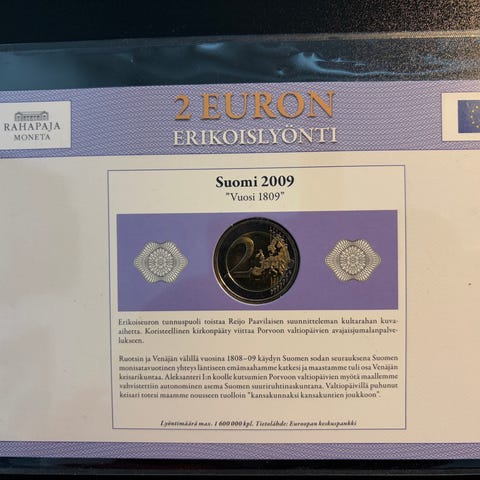 RAHAPAJA
MONETA
2 EURON
ERIKOISLYÖNTI
Suomi 2009
"Vuosi 1809"
2
Erikoiseuron tunnuspuoli toistaa Reijo Paavilaisen suunnitteleman kultarahan kuva-
aihetta. Koristeellinen kirkonpääty viittaa Porvoon valtiopäivien avajaisjumalanpalve-
lukseen.
Ruotsin ja Venäjän välillä vuosina 1808–09 käydyn Suomen sodan seurauksena Suomen
monisatavuotinen yhteys läntiseen emämaahamme katkesi ja maastamme tuli osa Venäjän
keisarikuntaa. Aleksanteri I:n koolle kutsumien Porvoon valtiopäivien myötä maallemme
vahvistettiin autonominen asema Suomen suuriruhtinaskuntana. Valtiopäivillä puhunut
keisari totesi maamme nousseen tuolloin "kansakunnaksi kansakuntien joukkoon".
Lyöntimäärä max. 1 600 000 kpl. Tietolähde: Euroopan keskuspankki